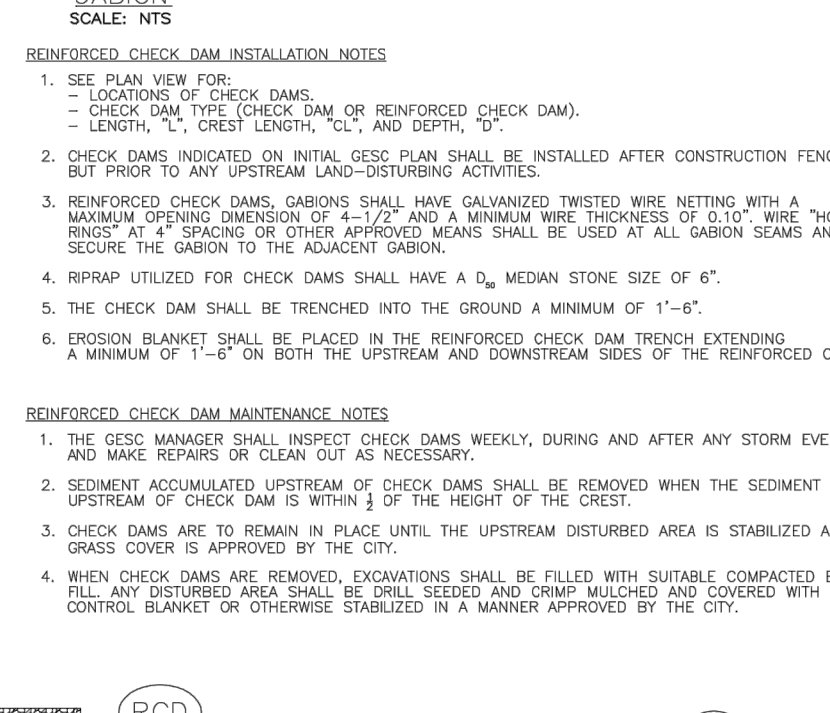 GABION
SCALE: NTS
REINFORCED CHECK DAM INSTALLATION NOTES
1. SEE PLAN VIEW FOR:
– LOCATIONS OF CHECK DAMS.
– CHECK DAM TYPE (CHECK DAM OR REINFORCED CHECK DAM).
– LENGTH, "L", CREST LENGTH, "CL", AND DEPTH, "D".
2. CHECK DAMS INDICATED ON INITIAL GESC PLAN SHALL BE INSTALLED AFTER CONSTRUCTION
BUT PRIOR TO ANY UPSTREAM LAND–DISTURBING ACTIVITIES.
3. REINFORCED CHECK DAMS, GABIONS SHALL HAVE GALVANIZED TWISTED WIRE NETTING WITH A
MAXIMUM OPENING DIMENSION OF 4–1/2" AND A MINIMUM WIRE THICKNESS OF 0.10". WIRE
RINGS" AT 4" SPACING OR OTHER APPROVED MEANS SHALL BE USED AT ALL GABION SEAMS
SECURE THE GABION TO THE ADJACENT GABION.
4. RIPRAP UTILIZED FOR CHECK DAMS SHALL HAVE A D50 MEDIAN STONE SIZE OF 6".
5. THE CHECK DAM SHALL BE TRENCHED INTO THE GROUND A MINIMUM OF 1'–6".
6. EROSION BLANKET SHALL BE PLACED IN THE REINFORCED CHECK DAM TRENCH EXTENDING
A MINIMUM OF 1'–6" ON BOTH THE UPSTREAM AND DOWNSTREAM SIDES OF THE REINFORCED
REINFORCED CHECK DAM MAINTENANCE NOTES
1. THE GESC MANAGER SHALL INSPECT CHECK DAMS WEEKLY, DURING AND AFTER ANY STORM
AND MAKE REPAIRS OR CLEAN OUT AS NECESSARY.
2. SEDIMENT ACCUMULATED UPSTREAM OF CHECK DAMS SHALL BE REMOVED WHEN THE SEDIMENT
UPSTREAM OF CHECK DAM IS WITHIN 1/2 OF THE HEIGHT OF THE CREST.
3. CHECK DAMS ARE TO REMAIN IN PLACE UNTIL THE UPSTREAM DISTURBED AREA IS STABILIZED
GRASS COVER IS APPROVED BY THE CITY.
4. WHEN CHECK DAMS ARE REMOVED, EXCAVATIONS SHALL BE FILLED WITH SUITABLE COMPACTED
FILL. ANY DISTURBED AREA SHALL BE DRILL SEEDED AND CRIMP MULCHED AND COVERED WITH
CONTROL BLANKET OR OTHERWISE STABILIZED IN A MANNER APPROVED BY THE CITY.
RCD